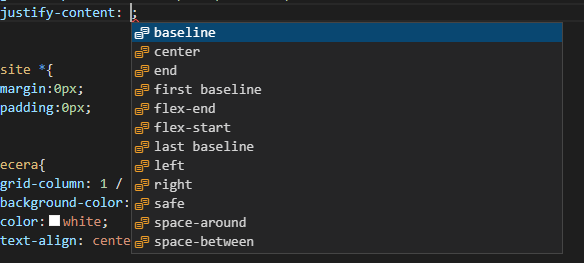 justify-content: ;
baseline
center
end
first baseline
flex-end
flex-start
last baseline
left
right
safe
space-around
space-between
site *{
margin:0px;
padding:0px;
ecera{
grid-column: 1 /
background-color:
color: white;
text-align: cente